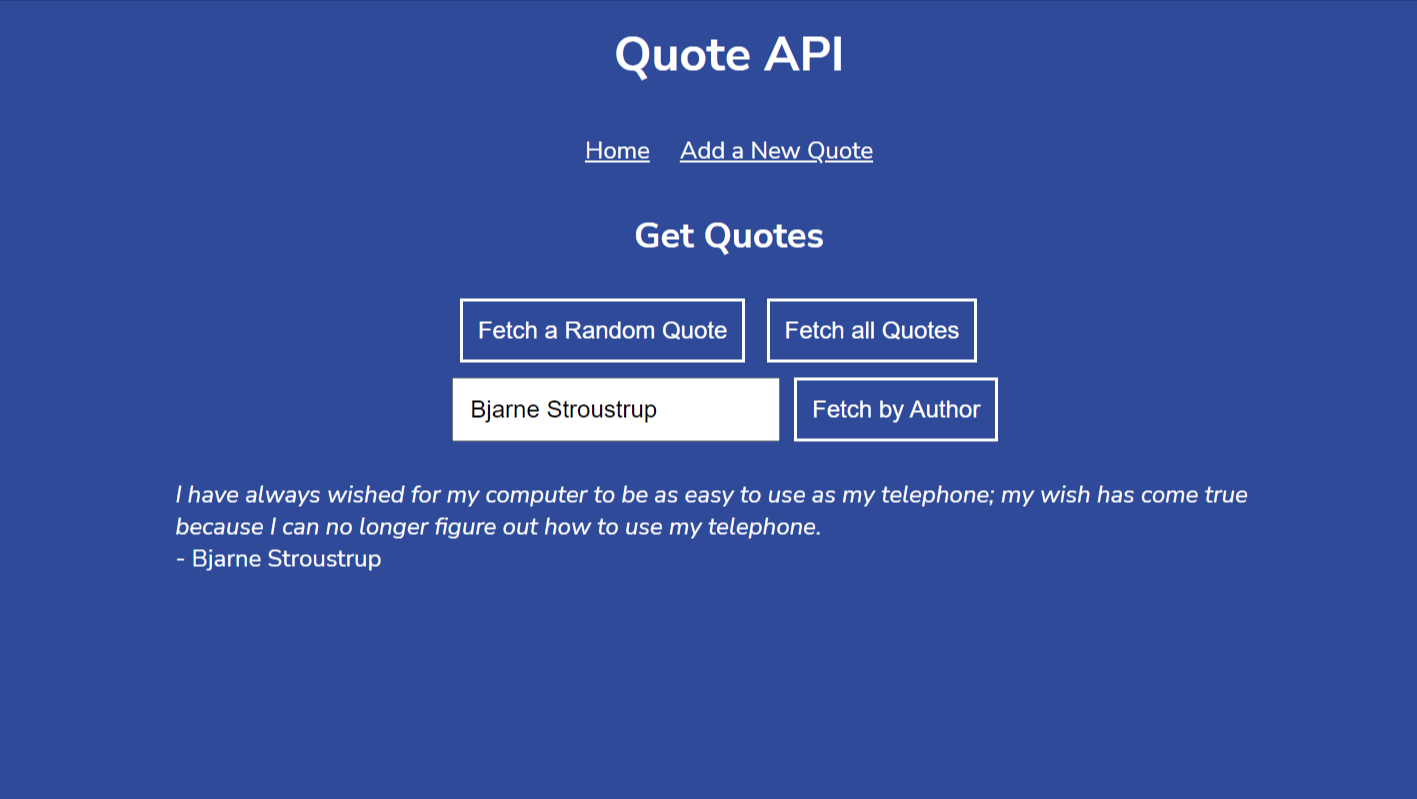 Quote API
Home Add a New Quote
Get Quotes
Fetch a Random Quote Fetch all Quotes
Bjarne Stroustrup Fetch by Author
I have always wished for my computer to be as easy to use as my telephone; my wish has come true
because I can no longer figure out how to use my telephone.
- Bjarne Stroustrup